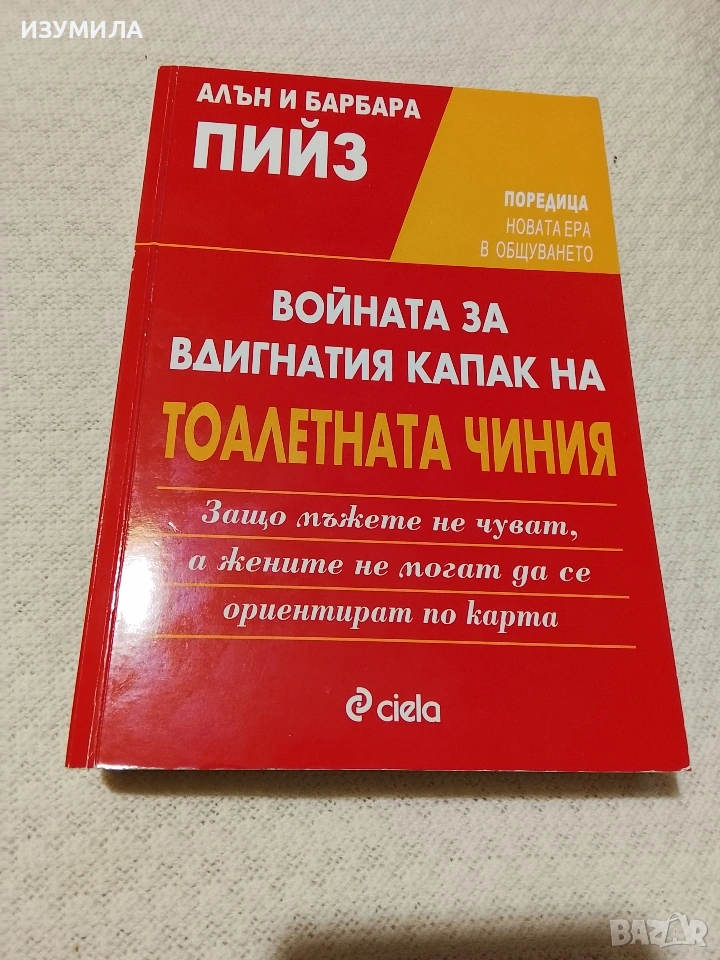 ИЗУМИЛА
АЛЪН И БАРБАРА
ПИЙЗ
ПОРЕДИЦА
НОВАТА ЕРА
В ОБЩУВАНЕТО
ВОЙНАТА ЗА
ВДИГНАТИЯ КАПАК НА
ТОАЛЕТНАТА ЧИНИЯ
Защо мъжете не чуват,
а жените не могат да се
ориентират по карта
ciela
BAZAR